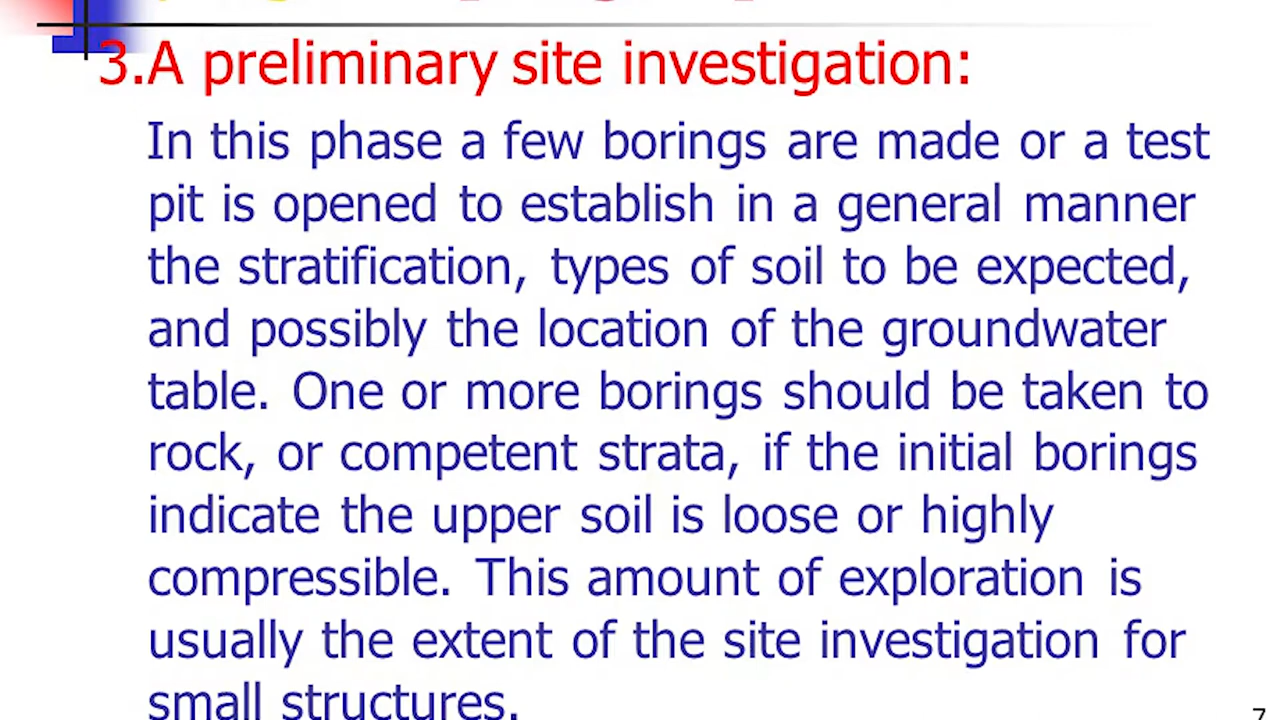 3.A preliminary site investigation:
In this phase a few borings are made or a test
pit is opened to establish in a general manner
the stratification, types of soil to be expected,
and possibly the location of the groundwater
table. One or more borings should be taken to
rock, or competent strata, if the initial borings
indicate the upper soil is loose or highly
compressible. This amount of exploration is
usually the extent of the site investigation for
small structures.
7